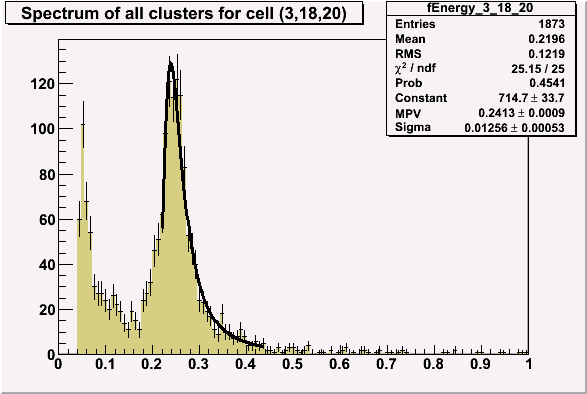 Spectrum of all clusters for cell (3,18,20)
fEnergy_3_18_20
Entries 1873
Mean 0.2196
RMS 0.1219
χ² / ndf 25.15 / 25
Prob 0.4541
Constant 714.7 ± 33.7
MPV 0.2413 ± 0.0009
Sigma 0.01256 ± 0.00053
120
100
80
60
40
20
0
0 0.1 0.2 0.3 0.4 0.5 0.6 0.7 0.8 0.9 1